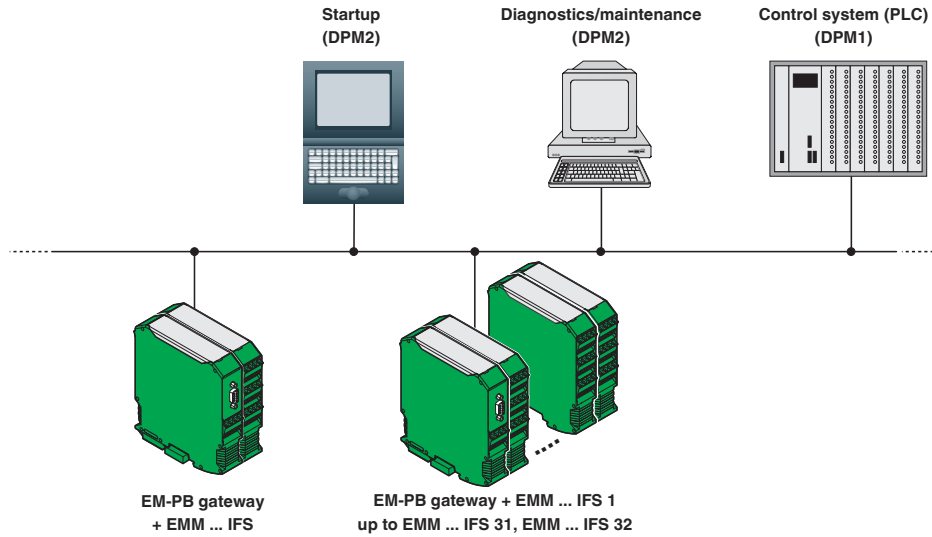 Startup
(DPM2)
Diagnostics/maintenance
(DPM2)
Control system (PLC)
(DPM1)
EM-PB gateway
+ EMM ... IFS
EM-PB gateway + EMM ... IFS 1
up to EMM ... IFS 31, EMM ... IFS 32